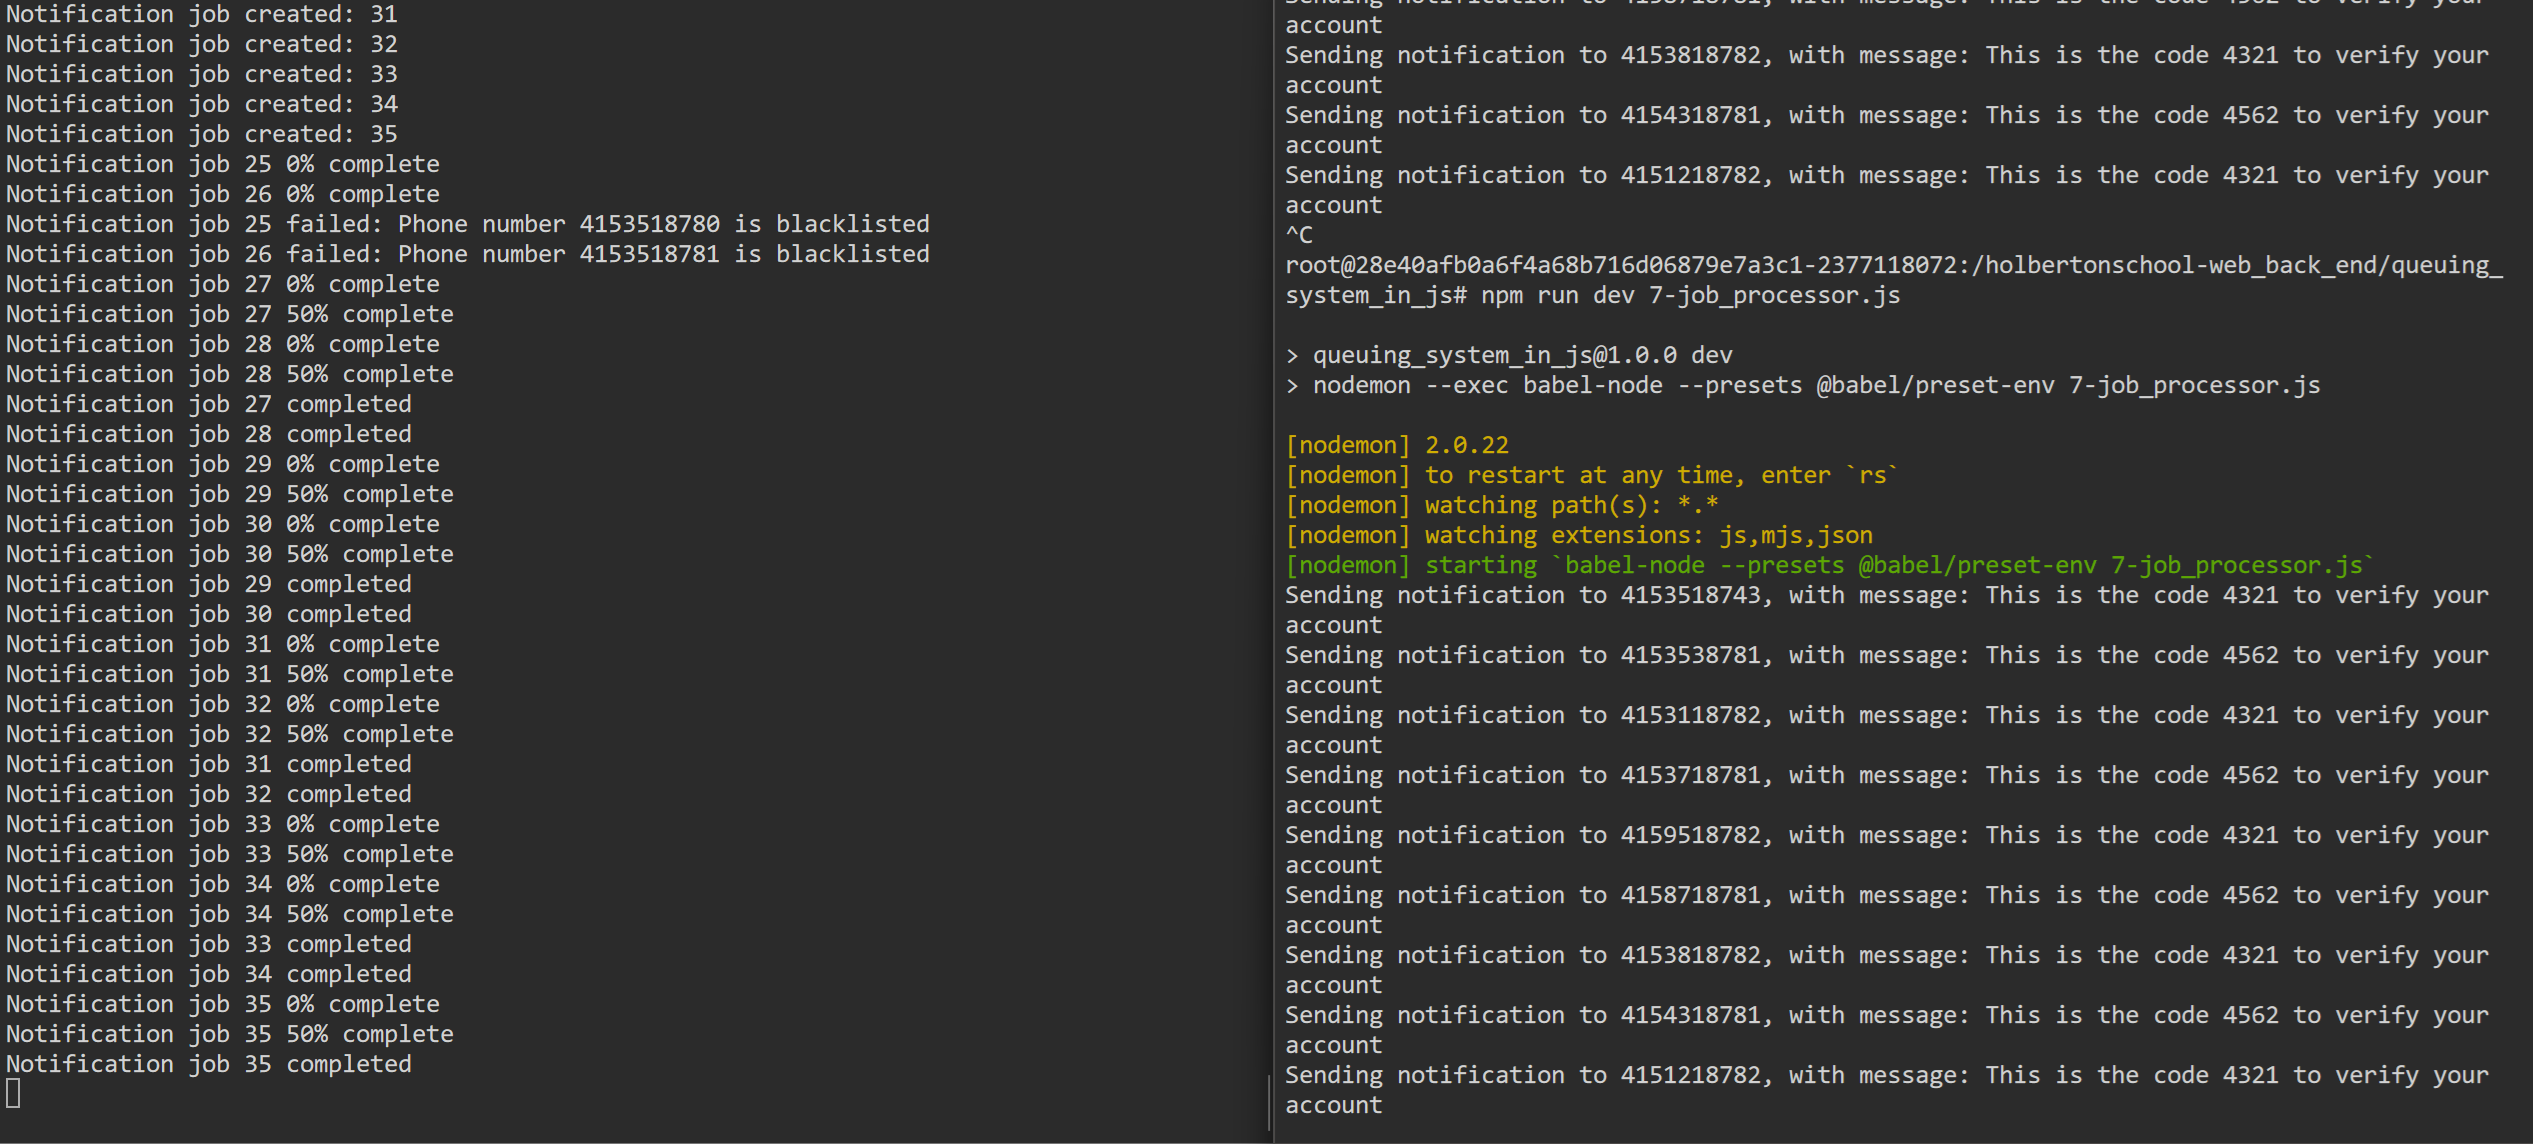 Notification job created: 31
Notification job created: 32
Notification job created: 33
Notification job created: 34
Notification job created: 35
Notification job 25 0% complete
Notification job 26 0% complete
Notification job 25 failed: Phone number 4153518780 is blacklisted
Notification job 26 failed: Phone number 4153518781 is blacklisted
Notification job 27 0% complete
Notification job 27 50% complete
Notification job 28 0% complete
Notification job 28 50% complete
Notification job 27 completed
Notification job 28 completed
Notification job 29 0% complete
Notification job 29 50% complete
Notification job 30 0% complete
Notification job 30 50% complete
Notification job 29 completed
Notification job 30 completed
Notification job 31 0% complete
Notification job 31 50% complete
Notification job 32 0% complete
Notification job 32 50% complete
Notification job 31 completed
Notification job 32 completed
Notification job 33 0% complete
Notification job 33 50% complete
Notification job 34 0% complete
Notification job 34 50% complete
Notification job 33 completed
Notification job 34 completed
Notification job 35 0% complete
Notification job 35 50% complete
Notification job 35 completed
Sending notification to 4158718781, with message: This is the code 4562 to verify your
account
Sending notification to 4153818782, with message: This is the code 4321 to verify your
account
Sending notification to 4154318781, with message: This is the code 4562 to verify your
account
Sending notification to 4151218782, with message: This is the code 4321 to verify your
account
^C
root@28e40afb0a6f4a68b716d06879e7a3c1-2377118072:/holbertonschool-web_back_end/queuing_
system_in_js# npm run dev 7-job_processor.js
> queuing_system_in_js@1.0.0 dev
> nodemon --exec babel-node --presets @babel/preset-env 7-job_processor.js
[nodemon] 2.0.22
[nodemon] to restart at any time, enter `rs`
[nodemon] watching path(s): *.*
[nodemon] watching extensions: js,mjs,json
[nodemon] starting `babel-node --presets @babel/preset-env 7-job_processor.js`
Sending notification to 4153518743, with message: This is the code 4321 to verify your
account
Sending notification to 4153538781, with message: This is the code 4562 to verify your
account
Sending notification to 4153118782, with message: This is the code 4321 to verify your
account
Sending notification to 4153718781, with message: This is the code 4562 to verify your
account
Sending notification to 4159518782, with message: This is the code 4321 to verify your
account
Sending notification to 4158718781, with message: This is the code 4562 to verify your
account
Sending notification to 4153818782, with message: This is the code 4321 to verify your
account
Sending notification to 4154318781, with message: This is the code 4562 to verify your
account
Sending notification to 4151218782, with message: This is the code 4321 to verify your
account